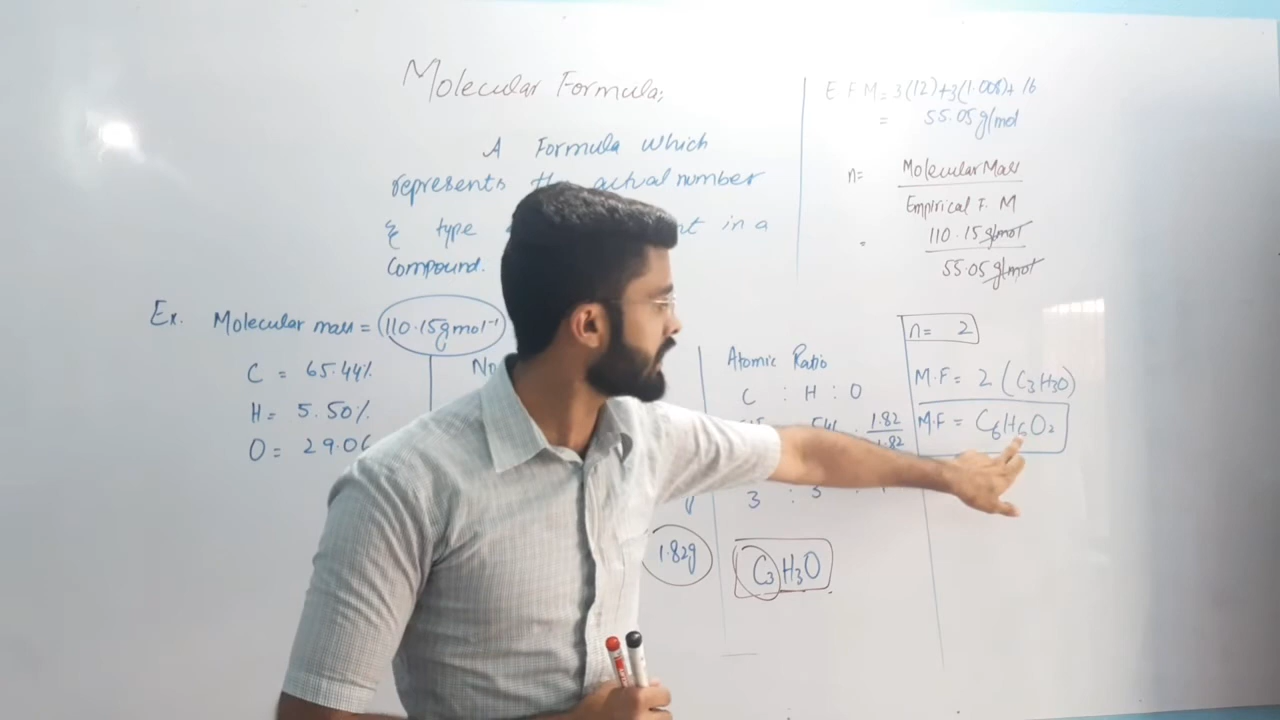 Molecular Formula;
A Formula which
represents the actual number
& type in a
Compound.
Ex. Molecular mass = 110.15 g mol⁻¹
C = 65.44%
H = 5.50%
O = 29.06
No
1.82g
Atomic Ratio
C : H : O
1.82
1.82
3 : 3 :
C₃H₃O
E F M = 3(12)+3(1.008)+ 16
= 55.05 g/mol
n = Molecular Mass
Empirical F. M
= 110.15 g/mol
55.05 g/mol
n = 2
M.F = 2 (C₃H₃O)
M.F = C₆H₆O₂